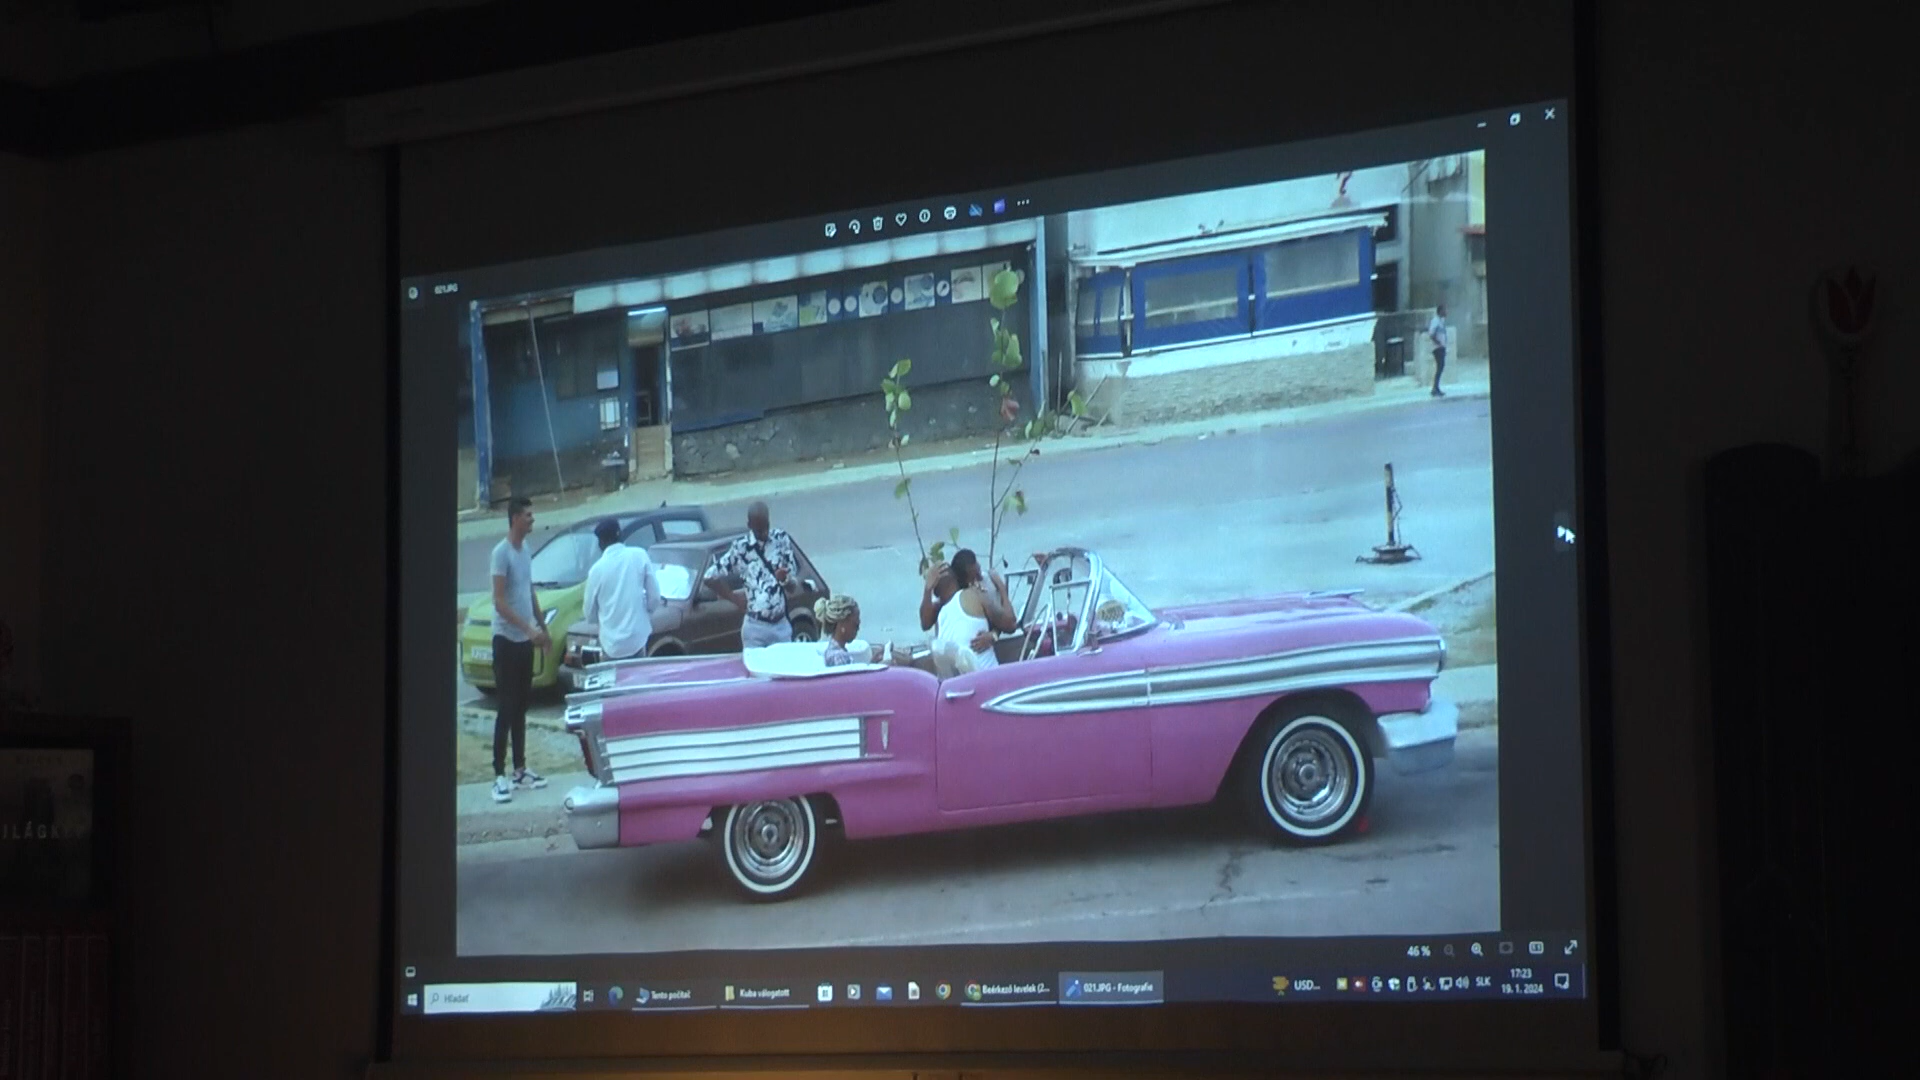 021.JPG
46 %
Hľadať
Tento počítač
Kuba válogatott
Beérkező levelek (2...
021.JPG - Fotografie
USD...
SLK
17:23
19. 1. 2024